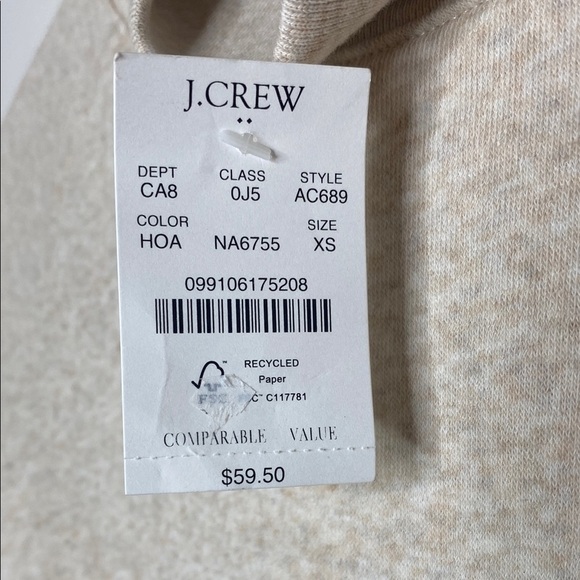 J.CREW
DEPT CLASS STYLE
CA8 0J5 AC689
COLOR SIZE
HOA NA6755 XS
099106175208
RECYCLED
Paper
C117781
COMPARABLE VALUE
$59.50